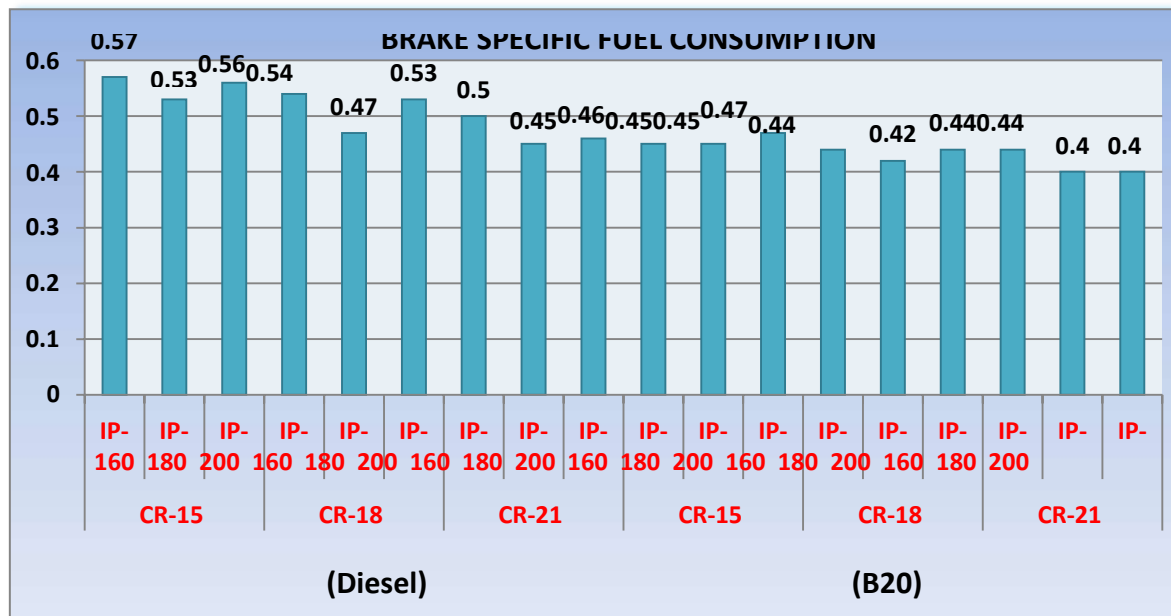 BRAKE SPECIFIC FUEL CONSUMPTION
0.57 0.53 0.56 0.54 0.47 0.53 0.5 0.45 0.46 0.45 0.45 0.47 0.44 0.42 0.44 0.44 0.4 0.4
0.6
0.5
0.4
0.3
0.2
0.1
0
IP- IP- IP- IP- IP- IP- IP- IP- IP- IP- IP- IP- IP- IP- IP- IP- IP- IP-
160 180 200 160 180 200 160 180 200 160 180 200 160 180 200 160 180 200
CR-15 CR-18 CR-21 CR-15 CR-18 CR-21
(Diesel) (B20)